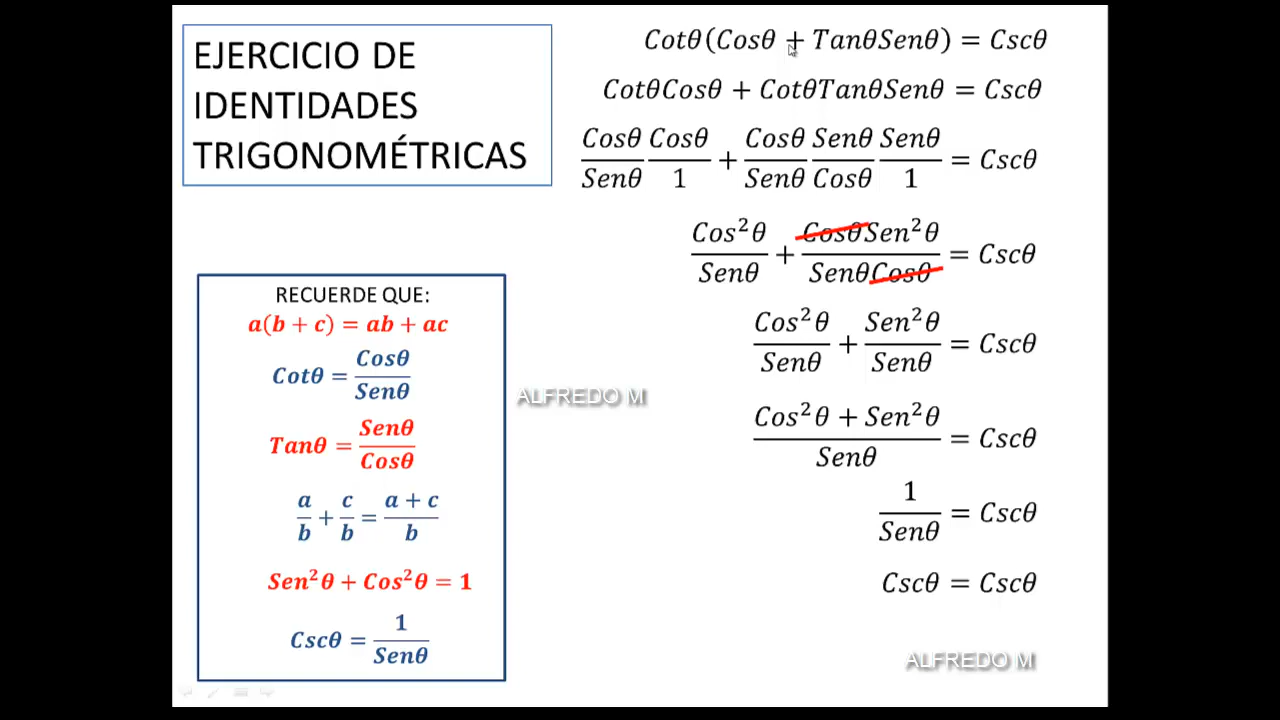 EJERCICIO DE
IDENTIDADES
TRIGONOMÉTRICAS
Cotθ(Cosθ + TanθSenθ) = Cscθ
CotθCosθ + CotθTanθSenθ = Cscθ
Cosθ/Senθ Cosθ/1 + Cosθ/Senθ Senθ/Cosθ Senθ/1 = Cscθ
Cos²θ/Senθ + CosθSen²θ/SenθCosθ = Cscθ
Cos²θ/Senθ + Sen²θ/Senθ = Cscθ
Cos²θ + Sen²θ/Senθ = Cscθ
1/Senθ = Cscθ
Cscθ = Cscθ
RECUERDE QUE:
a(b + c) = ab + ac
Cotθ = Cosθ/Senθ
Tanθ = Senθ/Cosθ
a/b + c/b = a + c/b
Sen²θ + Cos²θ = 1
Cscθ = 1/Senθ
ALFREDO M
ALFREDO M